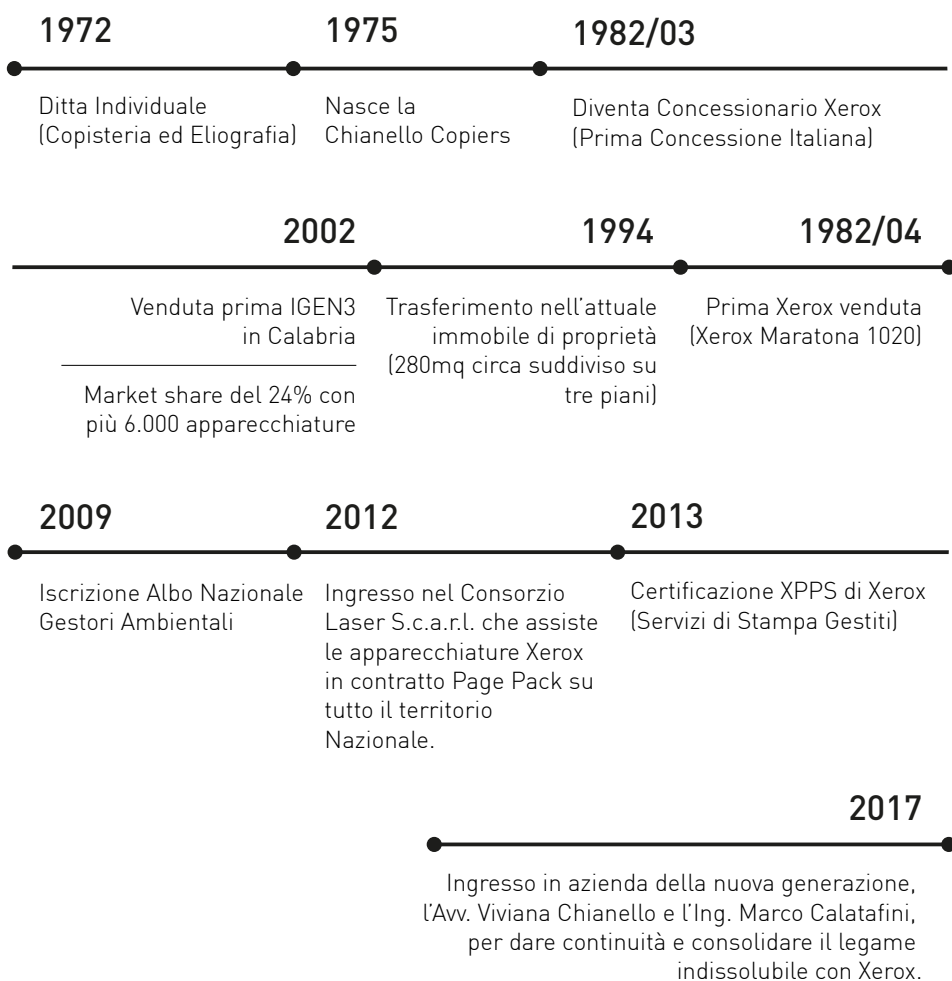 1972
Ditta Individuale
(Copisteria ed Eliografia)
1975
Nasce la
Chianello Copiers
1982/03
Diventa Concessionario Xerox
(Prima Concessione Italiana)
1982/04
Prima Xerox venduta
(Xerox Maratona 1020)
1994
Trasferimento nell'attuale
immobile di proprietà
(280mq circa suddiviso su
tre piani)
2002
Venduta prima IGEN3
in Calabria
Market share del 24% con
più 6.000 apparecchiature
2009
Iscrizione Albo Nazionale
Gestori Ambientali
2012
Ingresso nel Consorzio
Laser S.c.a.r.l. che assiste
le apparecchiature Xerox
in contratto Page Pack su
tutto il territorio
Nazionale.
2013
Certificazione XPPS di Xerox
(Servizi di Stampa Gestiti)
2017
Ingresso in azienda della nuova generazione,
l'Avv. Viviana Chianello e l'Ing. Marco Calatafini,
per dare continuità e consolidare il legame
indissolubile con Xerox.